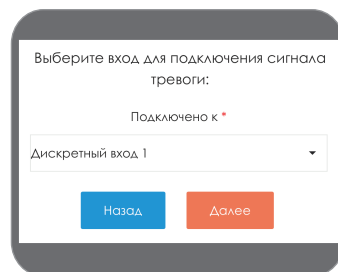 Выберите вход для подключения сигнала
тревоги:
Подключено к *
Дискретный вход 1
Назад
Далее